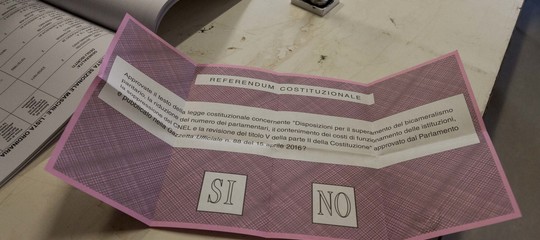 REFERENDUM COSTITUZIONALE
Approvate il testo della legge costituzionale concernente "Disposizioni per il superamento del bicameralismo
paritario, la riduzione del numero dei parlamentari, il contenimento dei costi di funzionamento delle istituzioni,
la soppressione del CNEL e la revisione del titolo V della parte II della Costituzione" approvato dal Parlamento
e pubblicato nella Gazzetta Ufficiale n. 88 del 15 aprile 2016?
SI NO